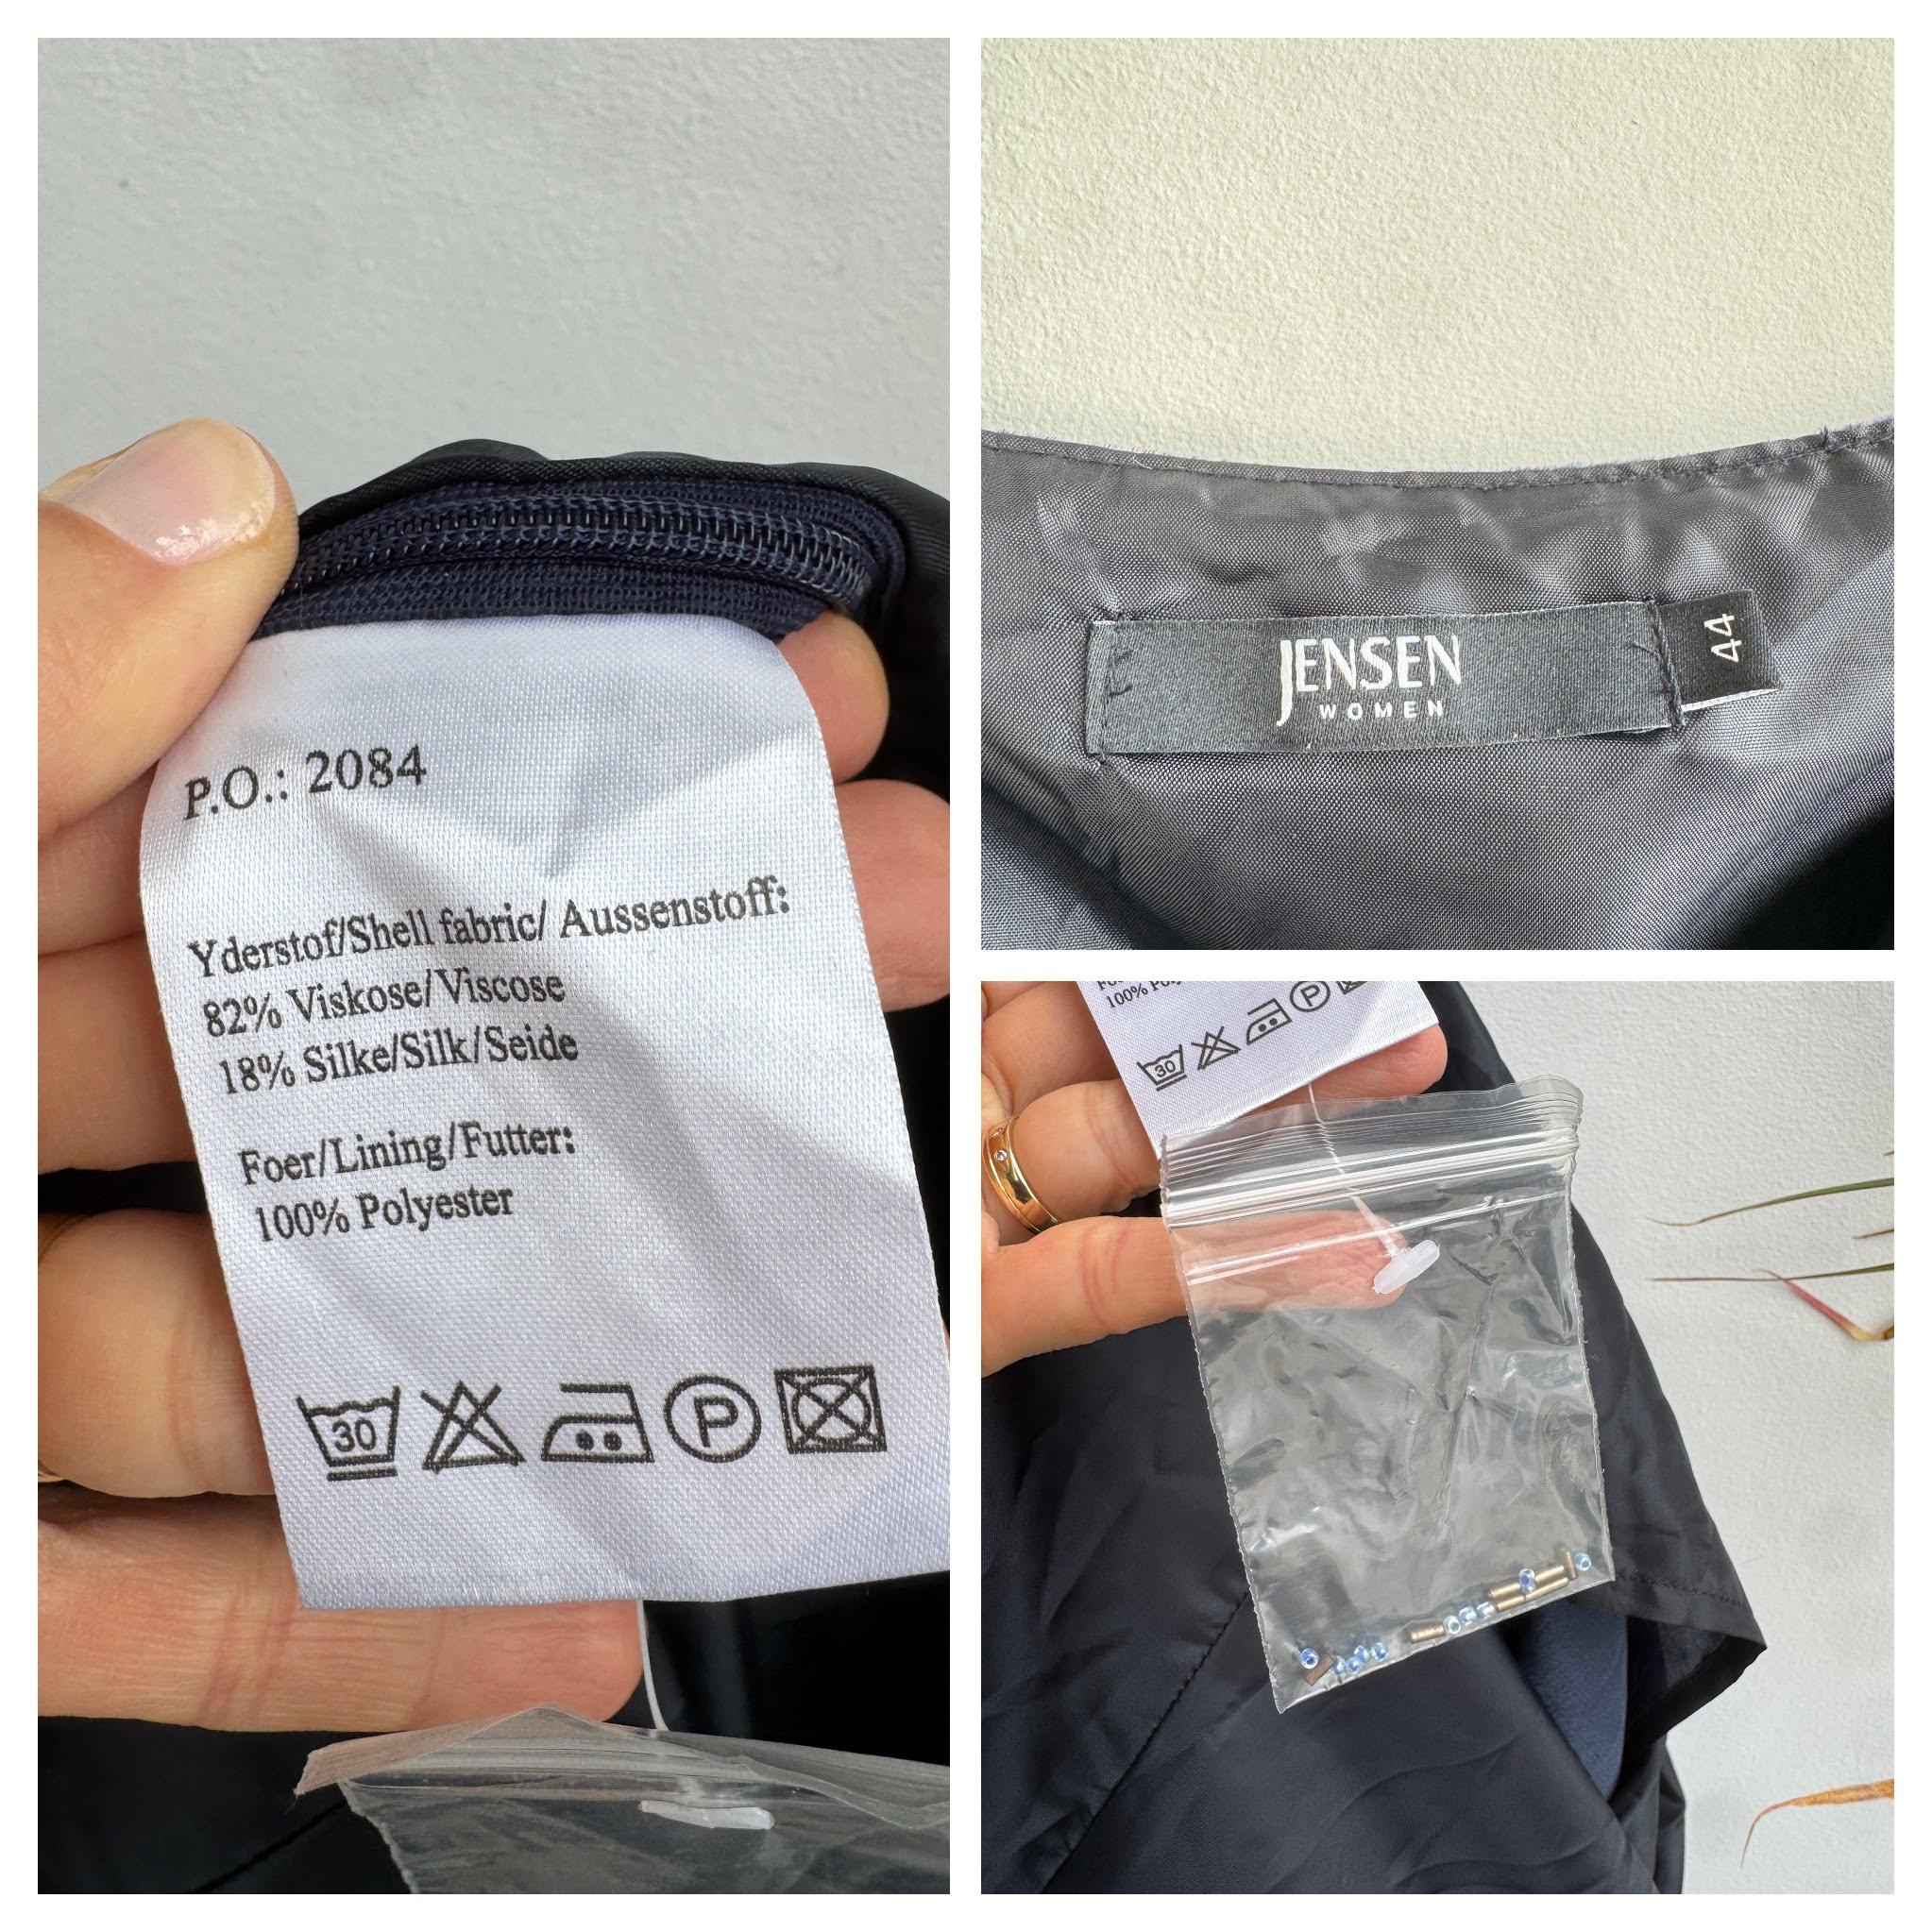 P.O.: 2084
Yderstof/Shell fabric/ Aussenstoff:
82% Viskose/Viscose
18% Silke/Silk/Seide
Foer/Lining/Futter:
100% Polyester
30
P
JENSEN
WOMEN
44
100%
30
P